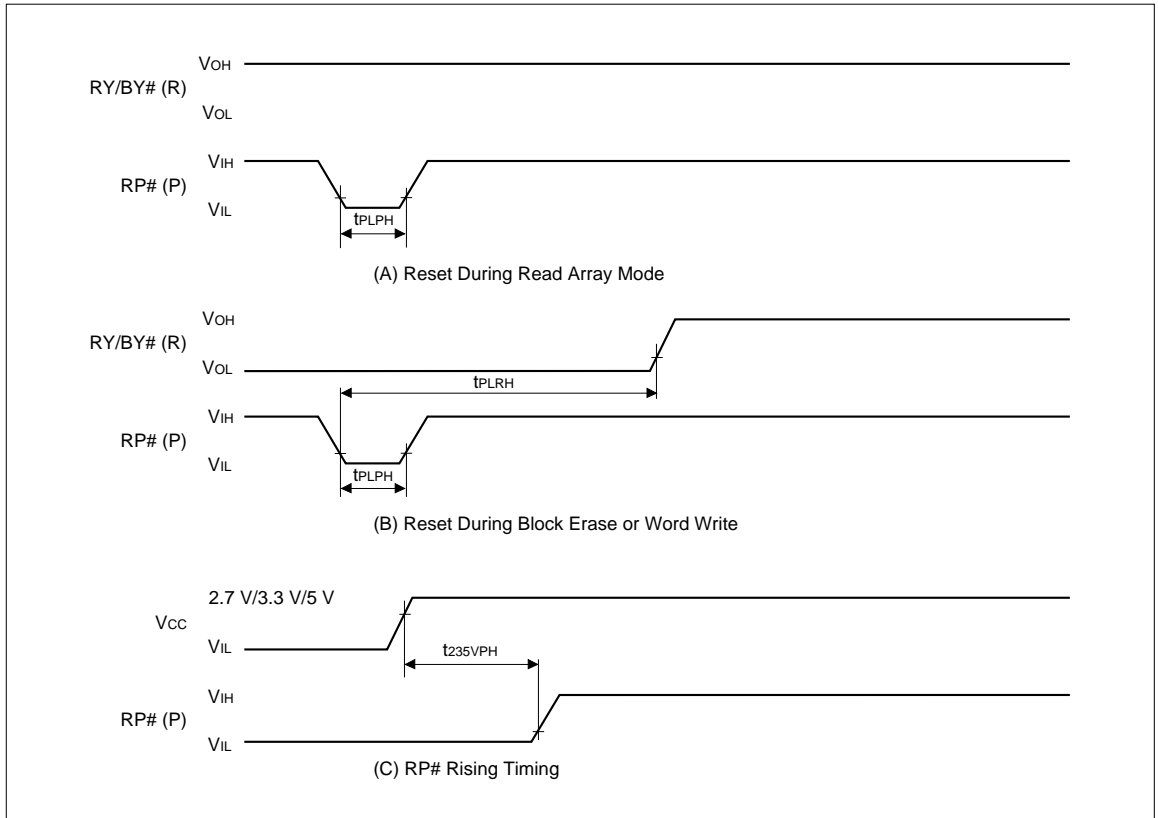 VOH
RY/BY# (R)
VOL
VIH
RP# (P)
VIL
tPLPH
(A) Reset During Read Array Mode
VOH
RY/BY# (R)
VOL
tPLRH
VIH
RP# (P)
VIL
tPLPH
(B) Reset During Block Erase or Word Write
2.7 V/3.3 V/5 V
VCC
VIL
t235VPH
VIH
RP# (P)
VIL
(C) RP# Rising Timing